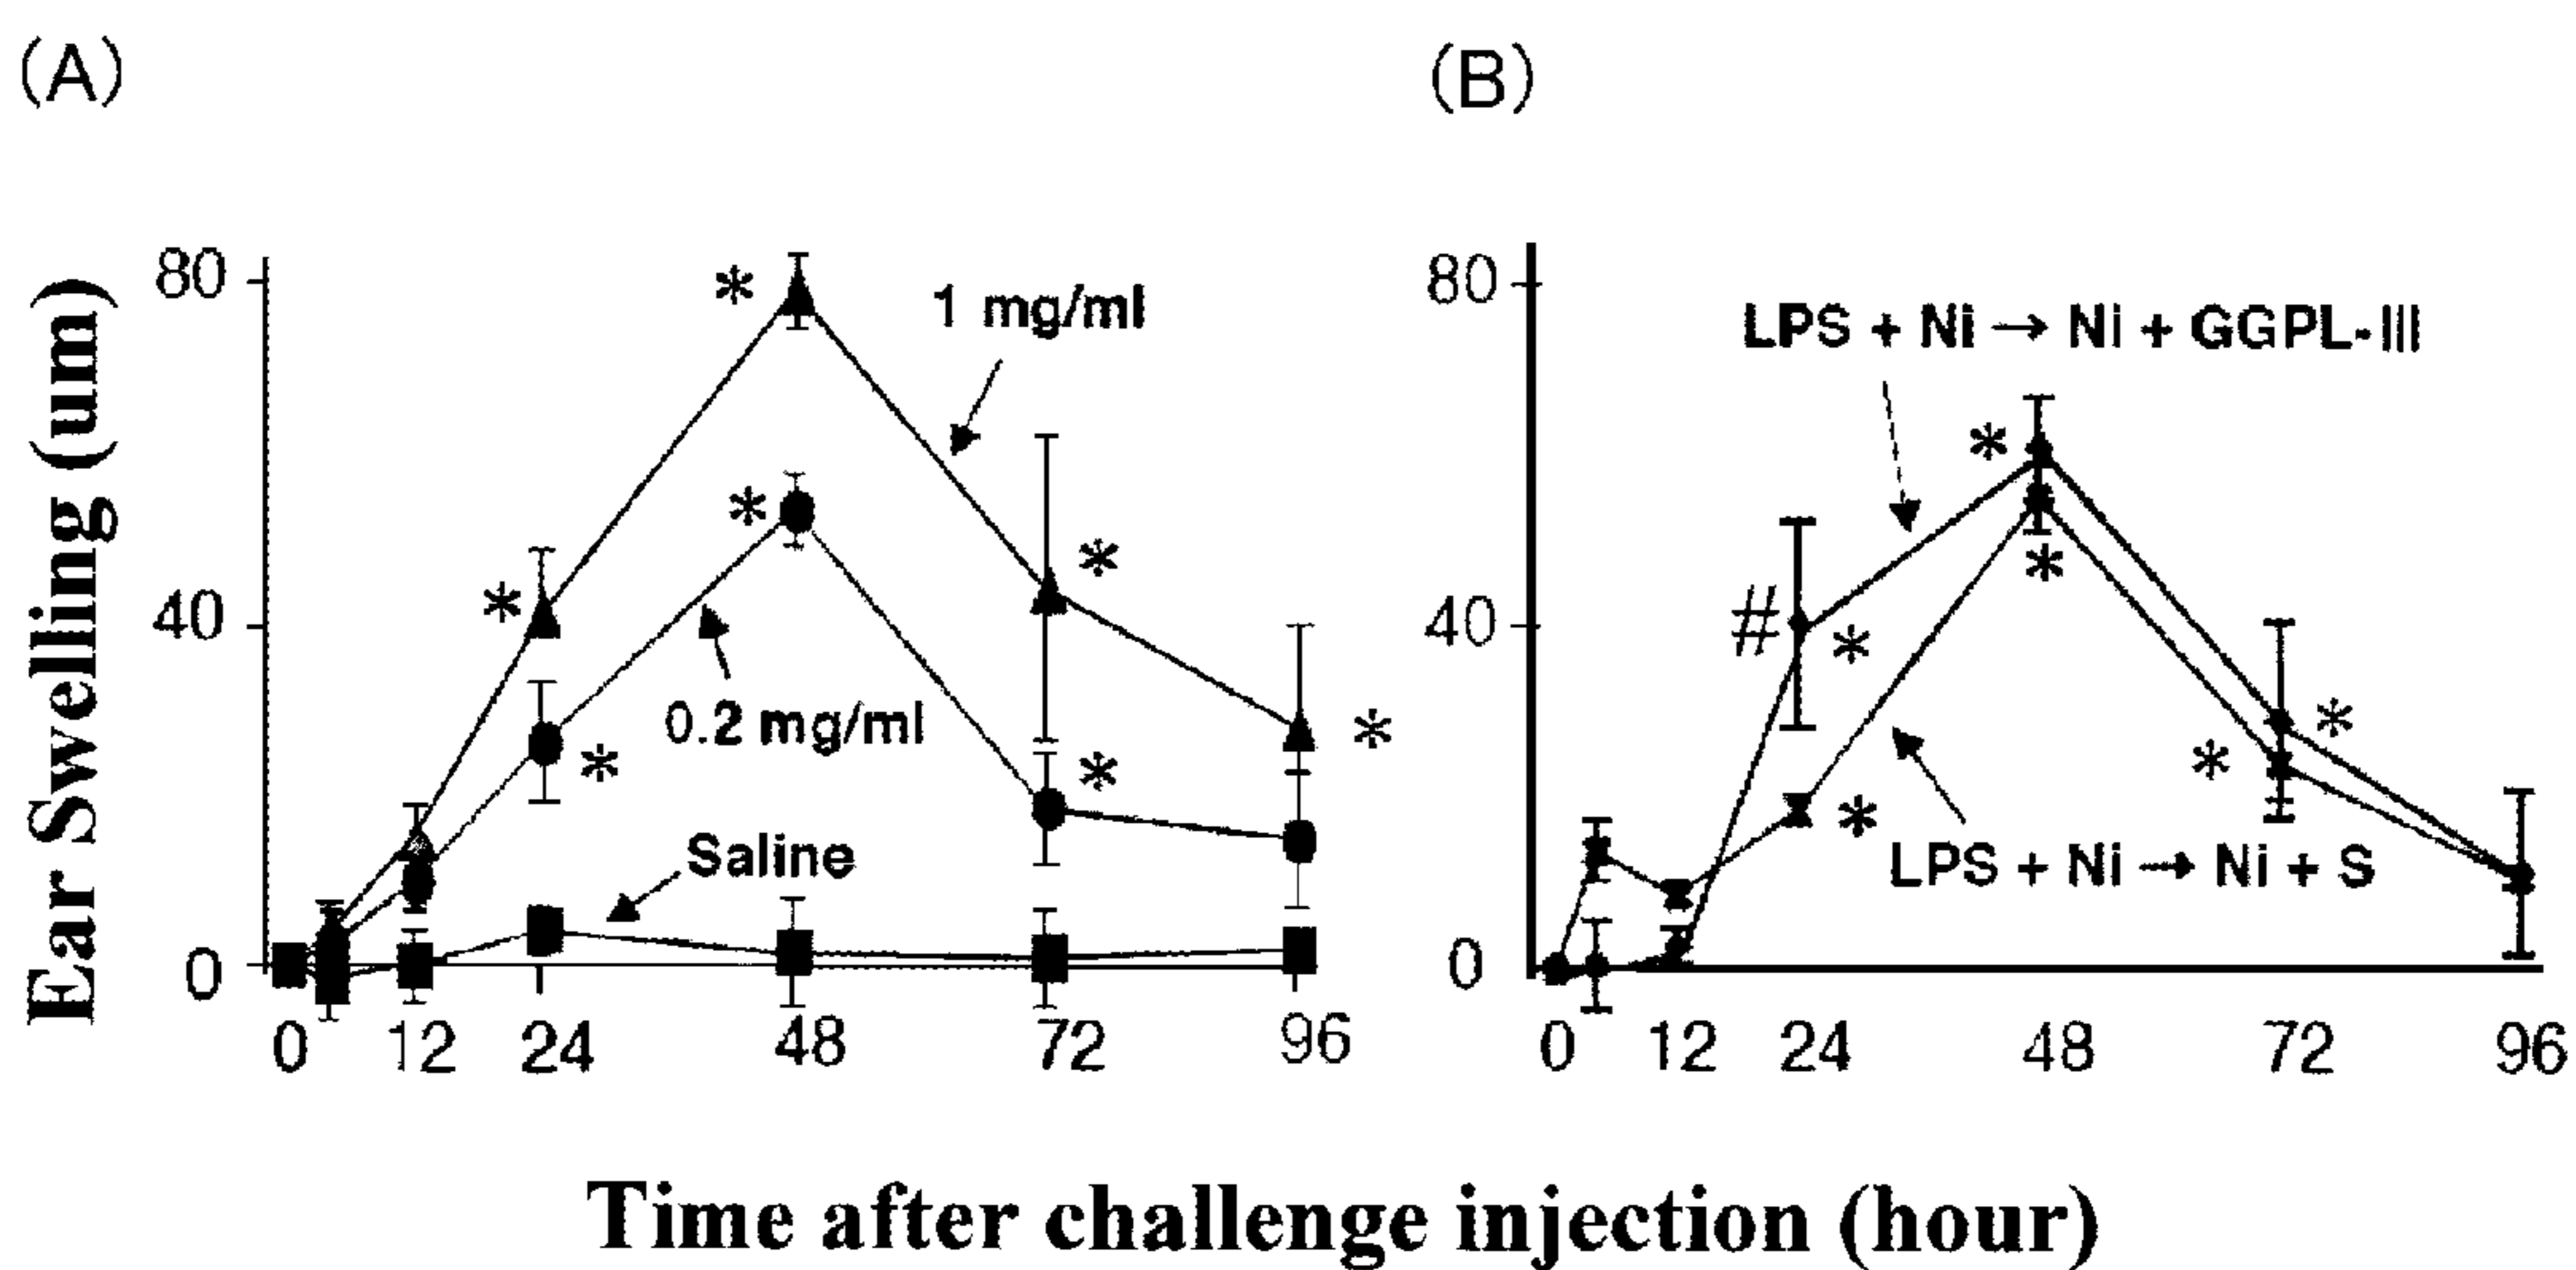 (A)
Ear Swelling (um)
80
40
0
*
*
*
*
*
*
*
1 mg/ml
0.2 mg/ml
Saline
0 12 24 48 72 96
(B)
80
40
0
LPS + Ni → Ni + GGPL-III
#
*
*
*
*
*
*
LPS + Ni → Ni + S
0 12 24 48 72 96
Time after challenge injection (hour)